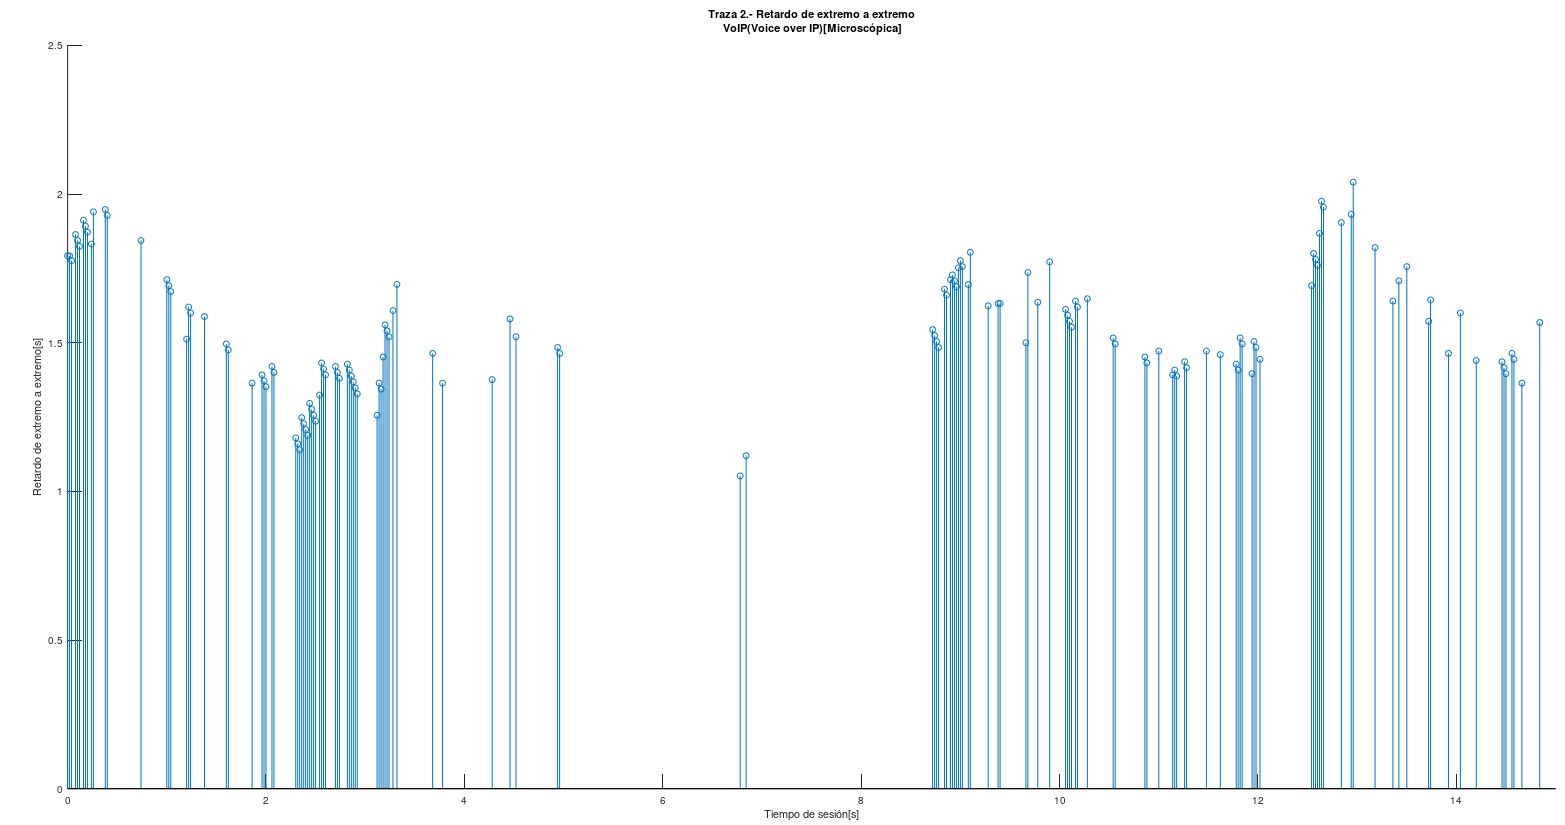 Traza 2.- Retardo de extremo a extremo
VoIP(Voice over IP)[Microscópica]
2.5
2
1.5
1
0.5
0
Retardo de extremo a extremo[s]
0 2 4 6 8 10 12 14
Tiempo de sesión[s]